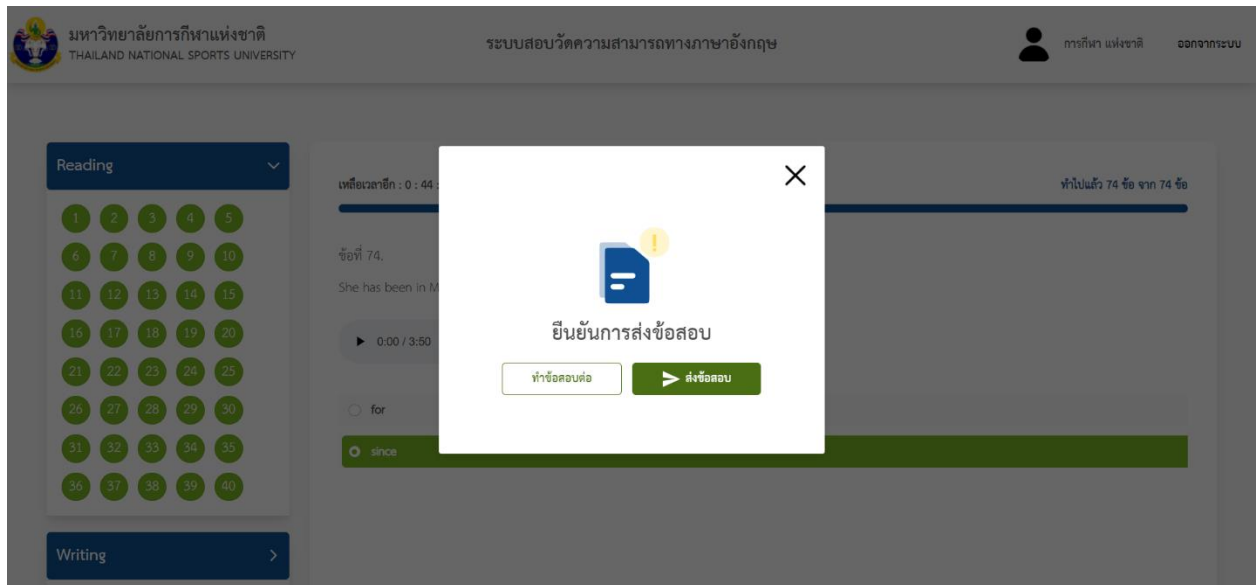 มหาวิทยาลัยการกีฬาแห่งชาติ
THAILAND NATIONAL SPORTS UNIVERSITY
ระบบสอบวัดความสามารถทางภาษาอังกฤษ
การกีฬา แห่งชาติ
ออกจากระบบ
Reading
1 2 3 4 5
6 7 8 9 10
11 12 13 14 15
16 17 18 19 20
21 22 23 24 25
26 27 28 29 30
31 32 33 34 35
36 37 38 39 40
Writing
เหลือเวลาอีก : 0 : 44 :
ทำไปแล้ว 74 ข้อ จาก 74 ข้อ
ข้อที่ 74.
She has been in M
0:00 / 3:50
for
since
ยืนยันการส่งข้อสอบ
ทำข้อสอบต่อ
ส่งข้อสอบ